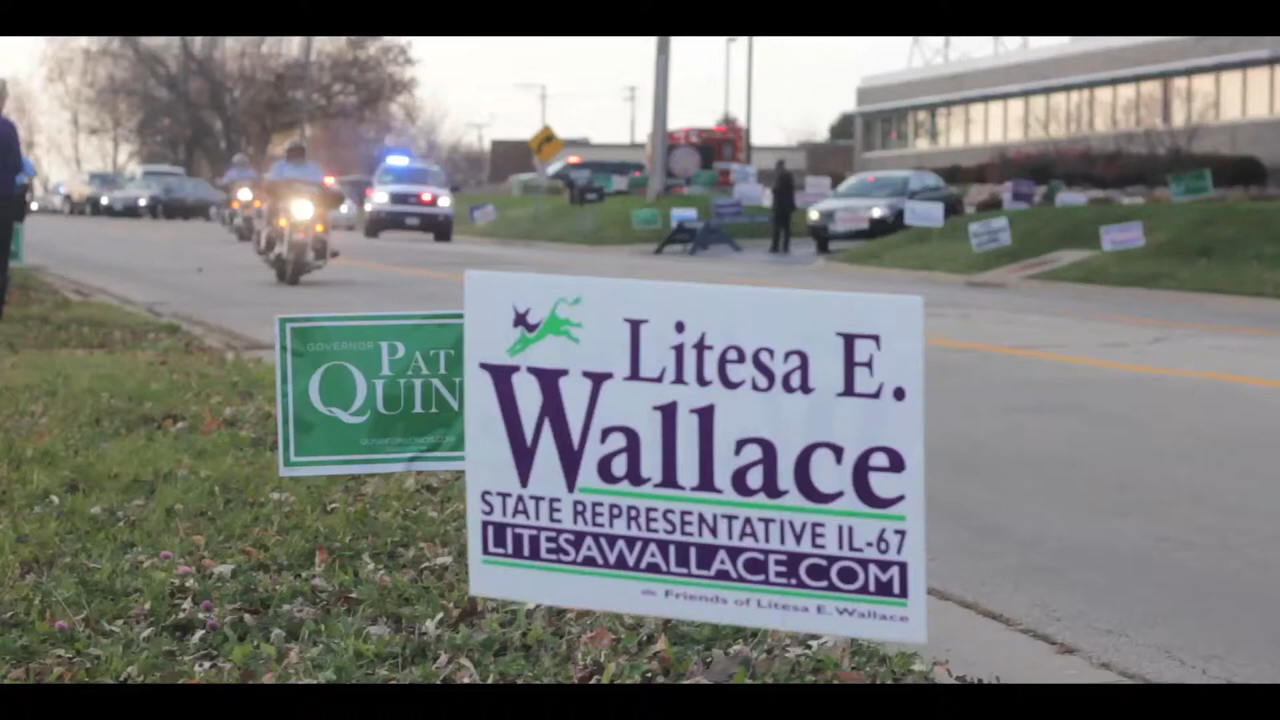 GOVERNOR
PAT
QUIN
Litesa E.
Wallace
STATE REPRESENTATIVE IL-67
LITESAWALLACE.COM
Friends of Litesa E. Wallace